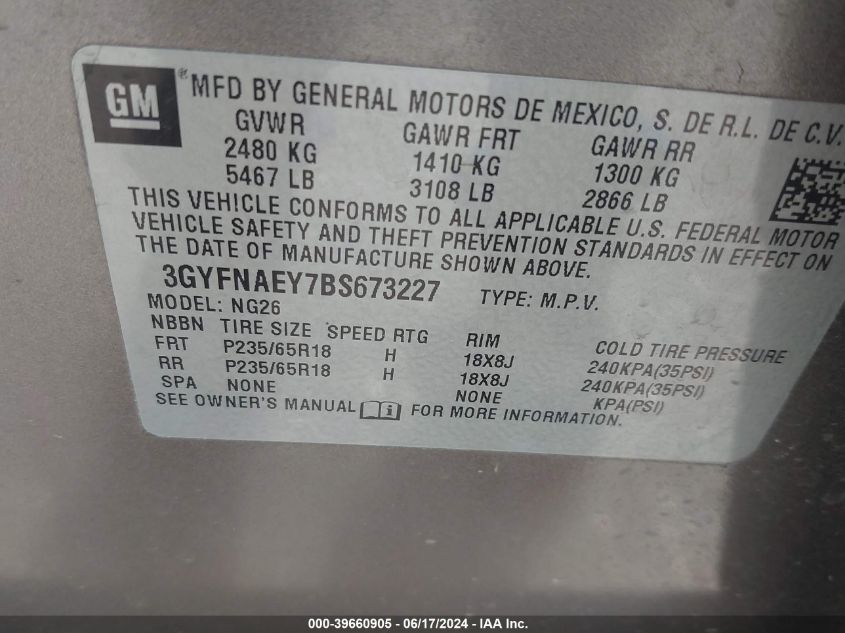 GM ® MFD BY GENERAL MOTORS DE MEXICO, S. DE R.L. DE C.V.
GVWR GAWR FRT GAWR RR
2480 KG 1410 KG 1300 KG
5467 LB 3108 LB 2866 LB
THIS VEHICLE CONFORMS TO ALL APPLICABLE U.S. FEDERAL MOTOR
VEHICLE SAFETY AND THEFT PREVENTION STANDARDS IN EFFECT ON
THE DATE OF MANUFACTURE SHOWN ABOVE.
3GYFNAEY7BS673227 TYPE: M.P.V.
MODEL: NG26
NBBN TIRE SIZE SPEED RTG RIM COLD TIRE PRESSURE
FRT P235/65R18 H 18X8J 240KPA(35PSI)
RR P235/65R18 H 18X8J 240KPA(35PSI)
SPA NONE NONE KPA(PSI)
SEE OWNER'S MANUAL i FOR MORE INFORMATION.
000-39660905 - 06/17/2024 - IAA Inc.